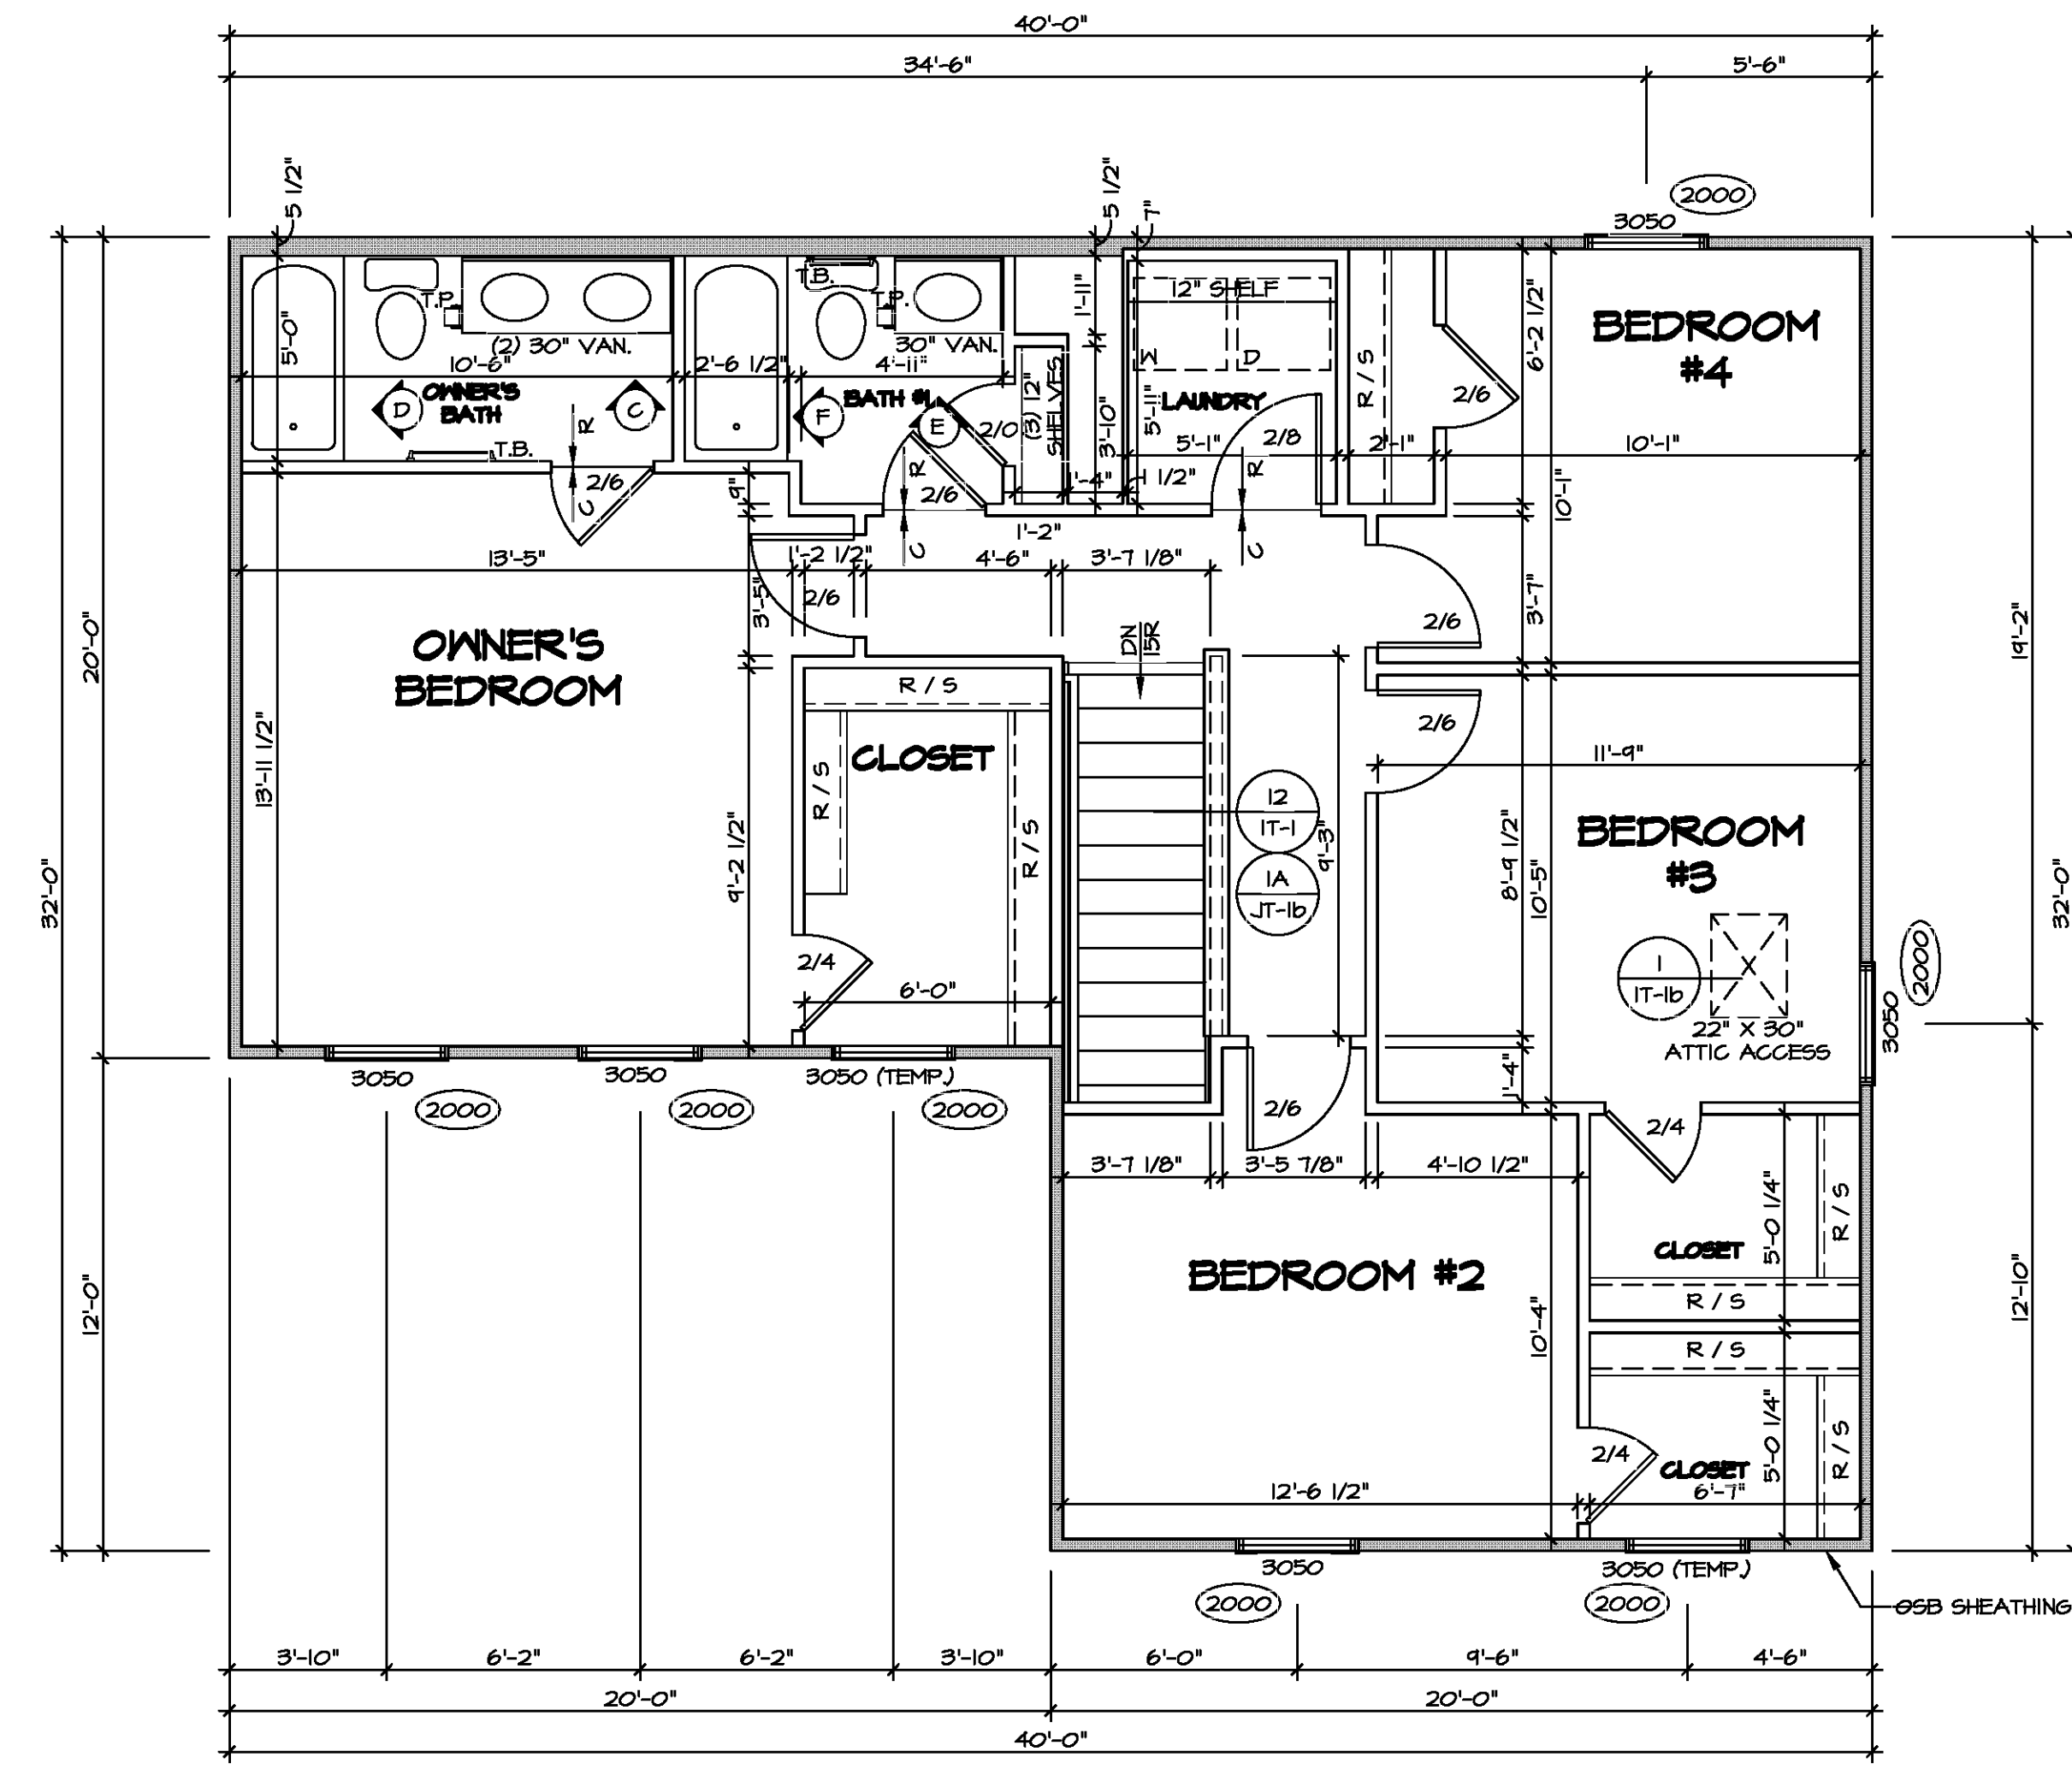 40'-0"
34'-6"
5'-6"
5 1/2"
5 1/2"
7"
2000
3050
T.B.
T.P.
T.P.
12" SHELF
1'-11"
6'-2 1/2"
BEDROOM
#4
5'-0"
(2) 30" VAN.
30" VAN.
10'-6"
2'-6 1/2"
4'-11"
W
D
R / S
2/6
OWNER'S
BATH
D
C
R
BATH #1
F
E
2/0
(3) 12"
SHELVES
3'-10"
5'-11"
LAUNDRY
5'-1"
2/8
2'-1"
10'-1"
T.B.
2/6
C
9"
R
2/6
C
1'-4"
1 1/2"
R
C
10'-1"
1'-2"
13'-5"
1'-2 1/2"
4'-6"
3'-7 1/8"
3'-5"
2/6
3'-7"
2/6
20'-0"
19'-2"
OWNER'S
BEDROOM
DN
15R
R / S
2/6
13'-11 1/2"
CLOSET
R / S
R / S
11'-9"
12
1T-1
9'-3"
1A
JT-1b
9'-2 1/2"
8'-9 1/2"
10'-5"
BEDROOM
#3
32'-0"
32'-0"
2/4
6'-0"
1
1T-1b
22" X 30"
ATTIC ACCESS
2000
3050
3050
3050
3050 (TEMP.)
2000
2000
2000
1'-4"
2/6
2/4
3'-7 1/8"
3'-5 7/8"
4'-10 1/2"
5'-0 1/4"
R / S
CLOSET
BEDROOM #2
R / S
12'-0"
10'-4"
12'-10"
R / S
2/4
CLOSET
5'-0 1/4"
R / S
12'-6 1/2"
6'-7"
3050
3050 (TEMP.)
2000
2000
OSB SHEATHING
3'-10"
6'-2"
6'-2"
3'-10"
6'-0"
9'-6"
4'-6"
20'-0"
20'-0"
40'-0"